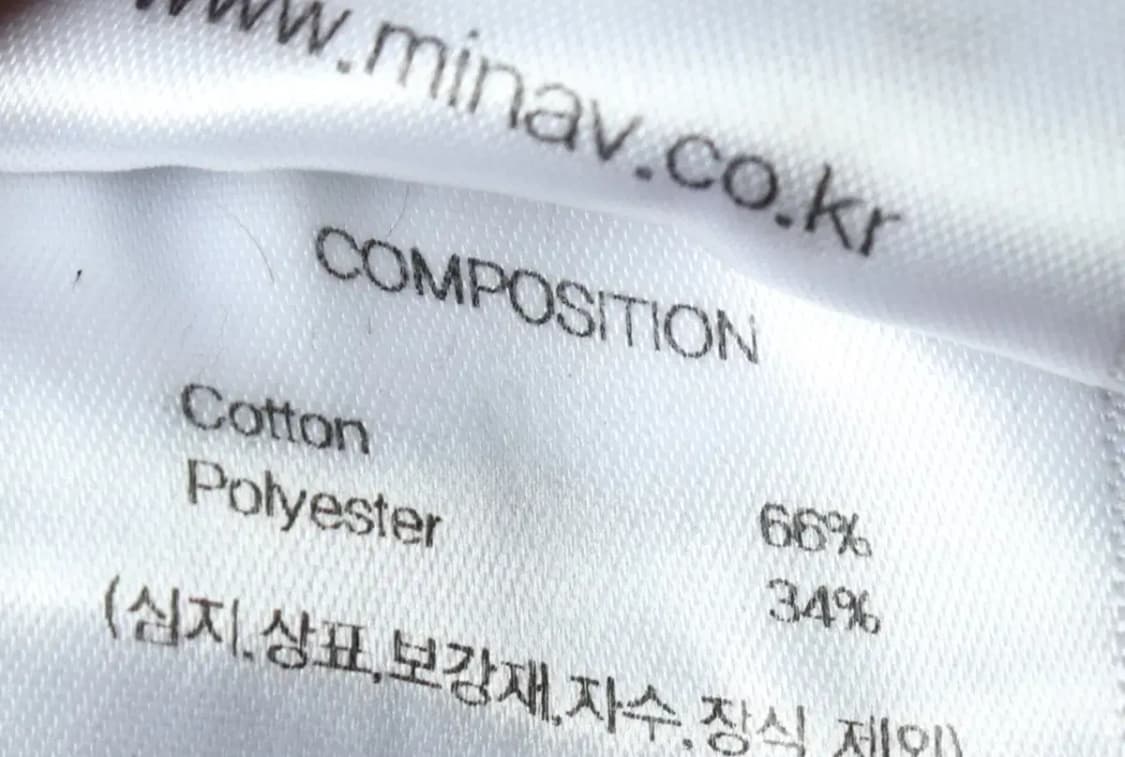 www.minav.co.kr
COMPOSITION
Cotton 66%
Polyester 34%
(심지,상표,보강재,자수,장식 제외)